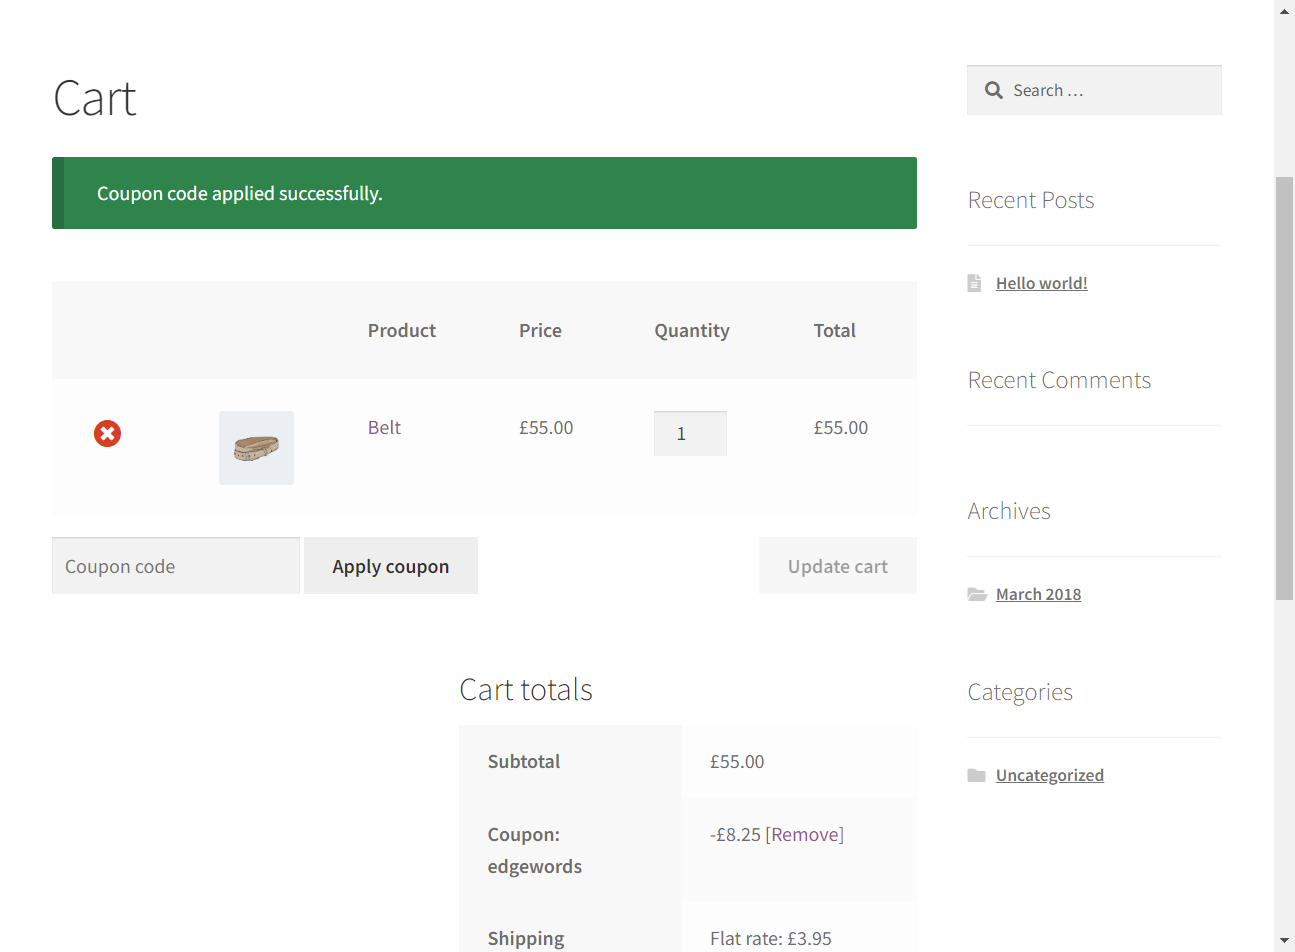 Cart
Search …
Coupon code applied successfully.
Recent Posts
Hello world!
Product Price Quantity Total
Recent Comments
Belt £55.00 1 £55.00
Archives
Coupon code Apply coupon Update cart
March 2018
Cart totals
Categories
Subtotal £55.00
Uncategorized
Coupon: -£8.25 [Remove]
edgewords
Shipping Flat rate: £3.95